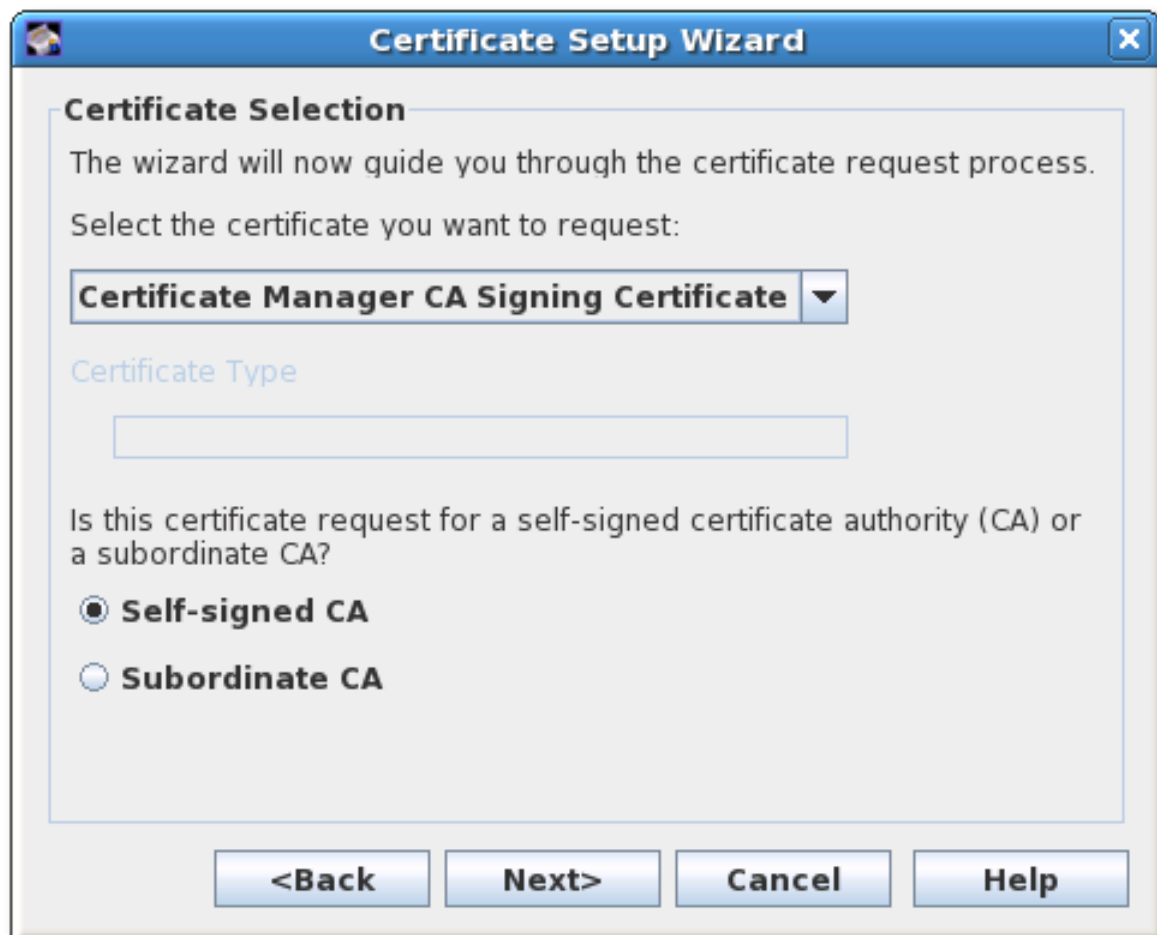 Certificate Setup Wizard
Certificate Selection
The wizard will now guide you through the certificate request process.
Select the certificate you want to request:
Certificate Manager CA Signing Certificate
Certificate Type
Is this certificate request for a self-signed certificate authority (CA) or
a subordinate CA?
Self-signed CA
Subordinate CA
<Back Next> Cancel Help